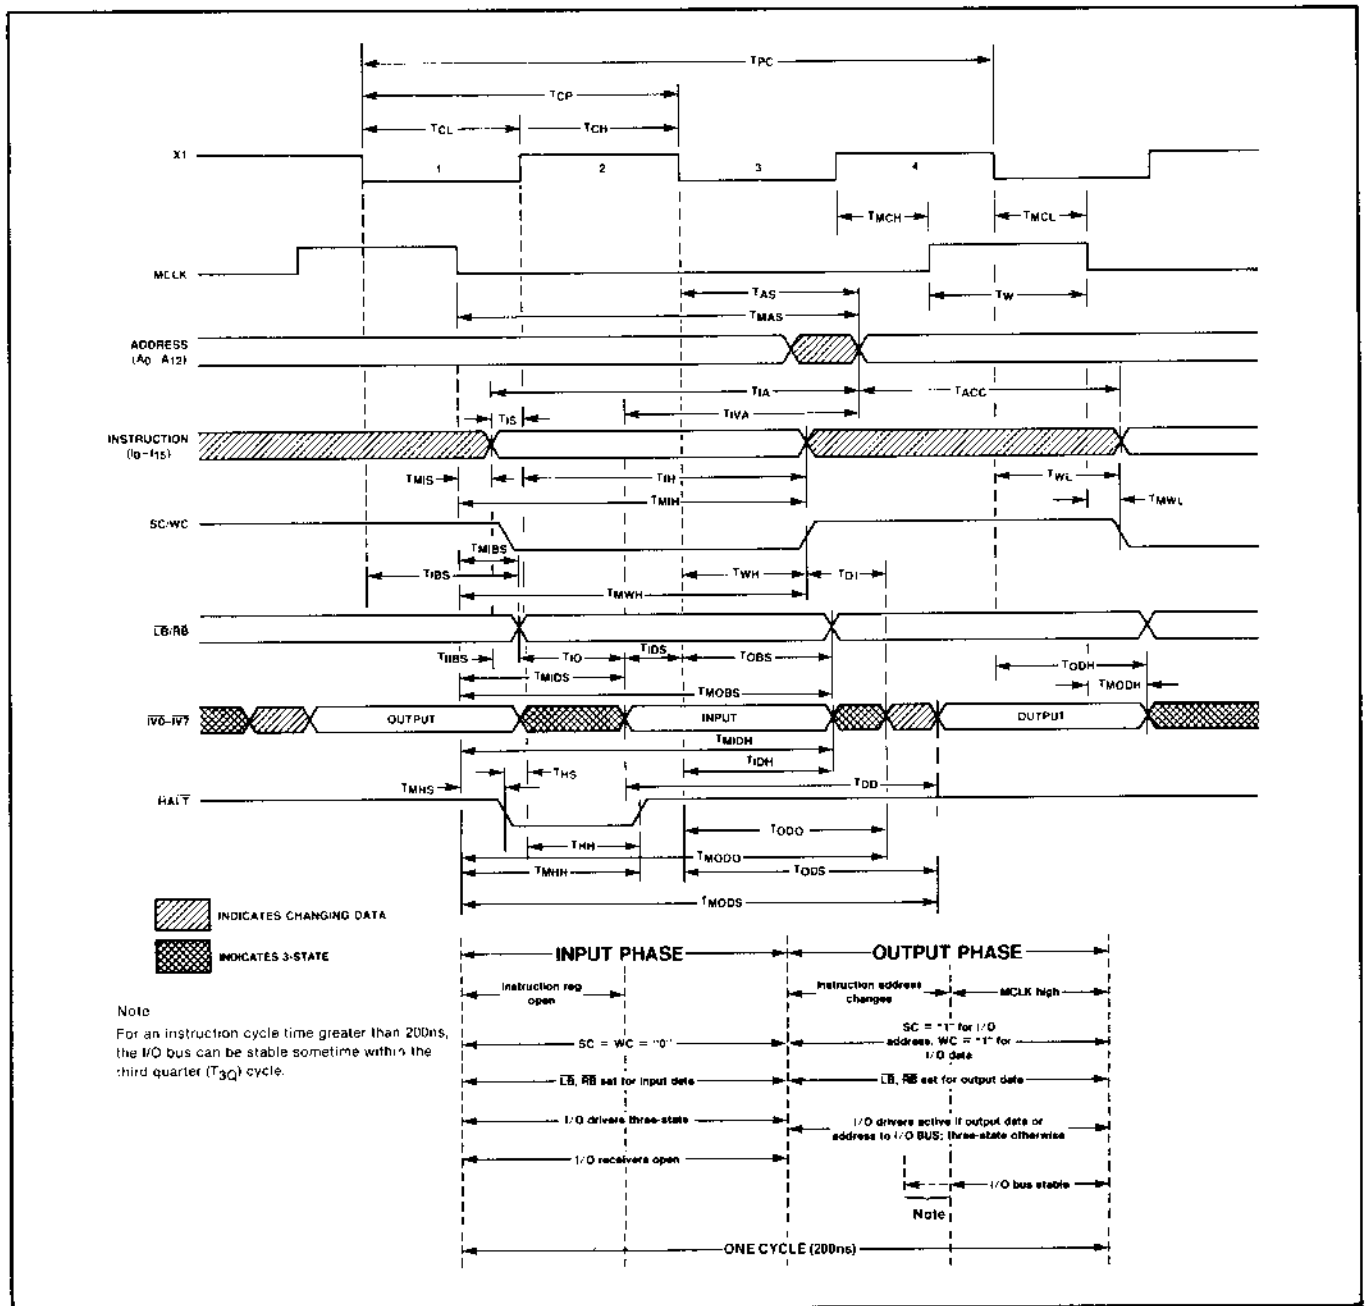 TPC
TCP
TCL
TCH
X1
1
2
3
4
TMCH
TMCL
MCLK
TAS
TW
TMAS
ADDRESS
(A0–A12)
TIA
TACC
TIS
TIVA
INSTRUCTION
(I0–I15)
TMIS
TIH
TWL
TMIH
TMWL
SC/WC
TMIBS
TIBS
TWH
TDI
TMWH
LB/RB
TIIBS
TIO
TIDS
TOBS
TODH
TMIDS
TMOBS
TMODH
IV0–IV7
OUTPUT
INPUT
OUTPUT
TMIDH
THS
TIDH
TMHS
TDD
HALT
TODO
THH
TMODO
TMHH
TODS
TMODS
INDICATES CHANGING DATA
INDICATES 3-STATE
INPUT PHASE
OUTPUT PHASE
Instruction reg
open
Instruction address
changes
MCLK high
Note
For an instruction cycle time greater than 200ns,
the I/O bus can be stable sometime within the
third quarter (T3Q) cycle.
SC = WC = "0"
SC = "1" for I/O
address, WC = "1" for
I/O data
LB, RB set for input data
LB, RB set for output data
I/O drivers three-state
I/O drivers active if output data or
address to I/O BUS; three-state otherwise
I/O receivers open
I/O bus stable
Note
ONE CYCLE (200ns)